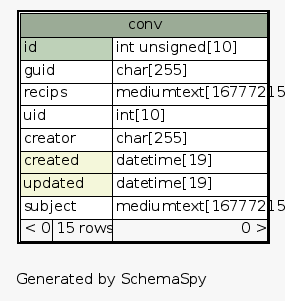 conv
id int unsigned[10]
guid char[255]
recips mediumtext[16777215
uid int[10]
creator char[255]
created datetime[19]
updated datetime[19]
subject mediumtext[16777215
< 0 15 rows 0 >
Generated by SchemaSpy